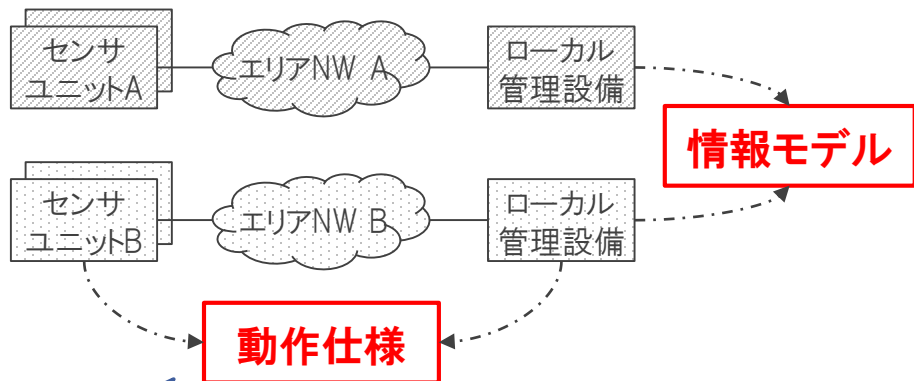 センサ
ユニットA
エリアNW A
ローカル
管理設備
情報モデル
センサ
ユニットB
エリアNW B
ローカル
管理設備
動作仕様